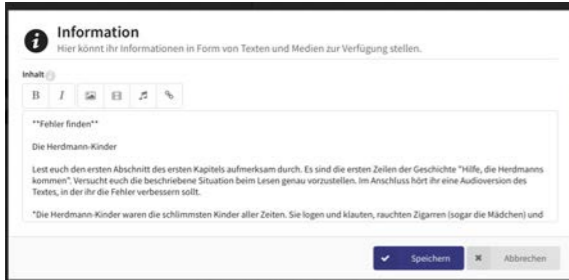 Information
Hier könnt ihr Informationen in Form von Texten und Medien zur Verfügung stellen.
Inhalt
B I
**Fehler finden**
Die Herdmann-Kinder
Lest euch den ersten Abschnitt des ersten Kapitels aufmerksam durch. Es sind die ersten Zeilen der Geschichte "Hilfe, die Herdmanns
kommen". Versucht euch die beschriebene Situation beim Lesen genau vorzustellen. Im Anschluss hört ihr eine Audioversion des
Textes, in der ihr die Fehler verbessern sollt.
"Die Herdmann-Kinder waren die schlimmsten Kinder aller Zeiten. Sie logen und klauten, rauchten Zigarren (sogar die Mädchen) und
Speichern Abbrechen